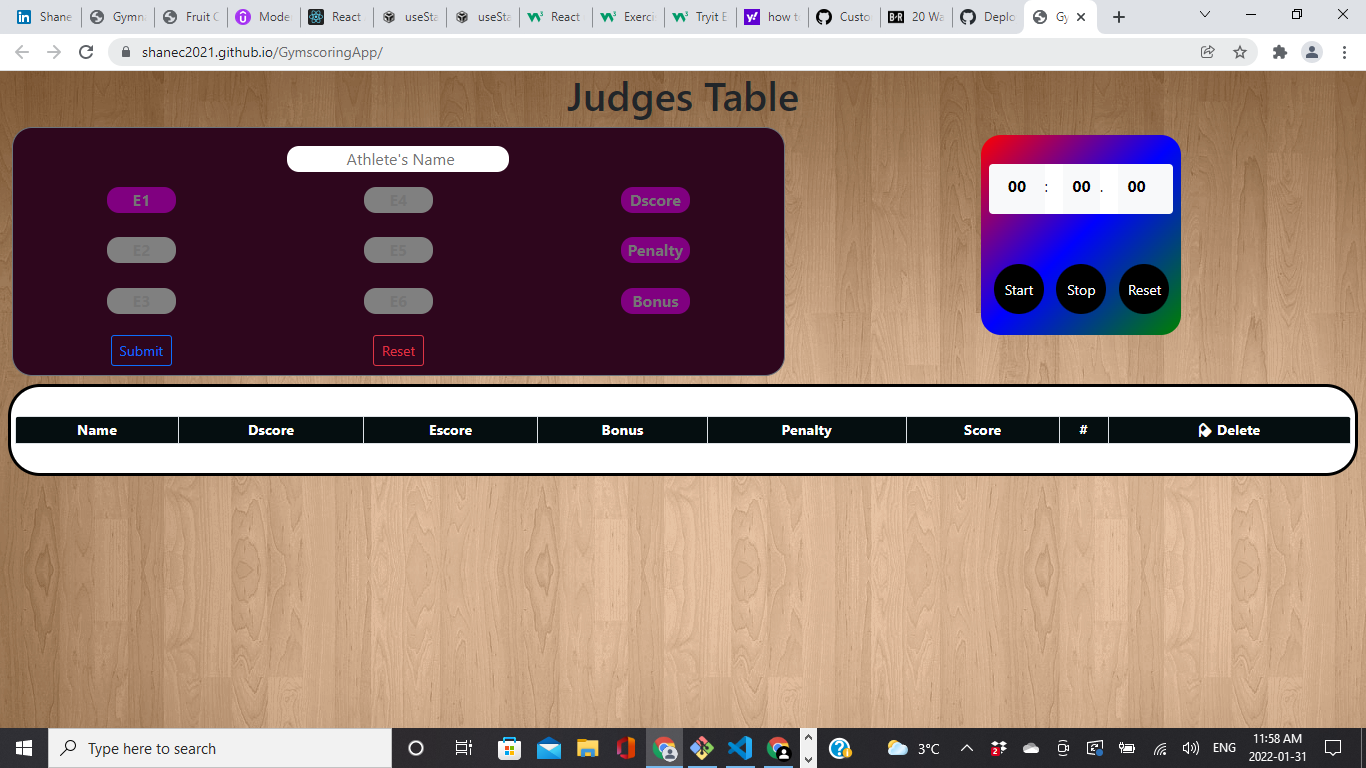 Shane Gymn Fruit C Mode React useSta useSta React Exerci Tryit E how t Custo 20 Wa Deplo Gy
shanec2021.github.io/GymscoringApp/
Judges Table
Athlete's Name
E1 E4 Dscore
E2 E5 Penalty
E3 E6 Bonus
Submit Reset
00 : 00 . 00
Start Stop Reset
Name Dscore Escore Bonus Penalty Score # Delete
Type here to search
3°C
ENG
11:58 AM
2022-01-31